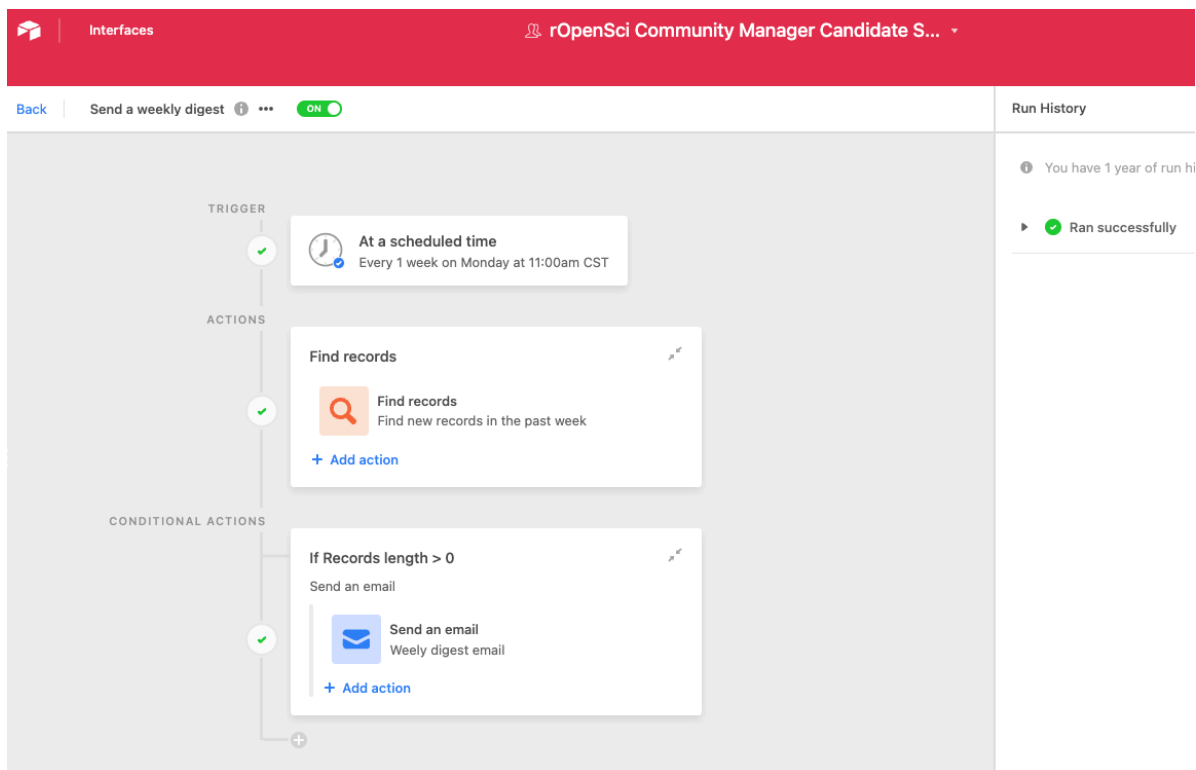 Interfaces
rOpenSci Community Manager Candidate S...
Back
Send a weekly digest
ON
Run History
You have 1 year of run hi
Ran successfully
TRIGGER
At a scheduled time
Every 1 week on Monday at 11:00am CST
ACTIONS
Find records
Find records
Find new records in the past week
+ Add action
CONDITIONAL ACTIONS
If Records length > 0
Send an email
Send an email
Weely digest email
+ Add action